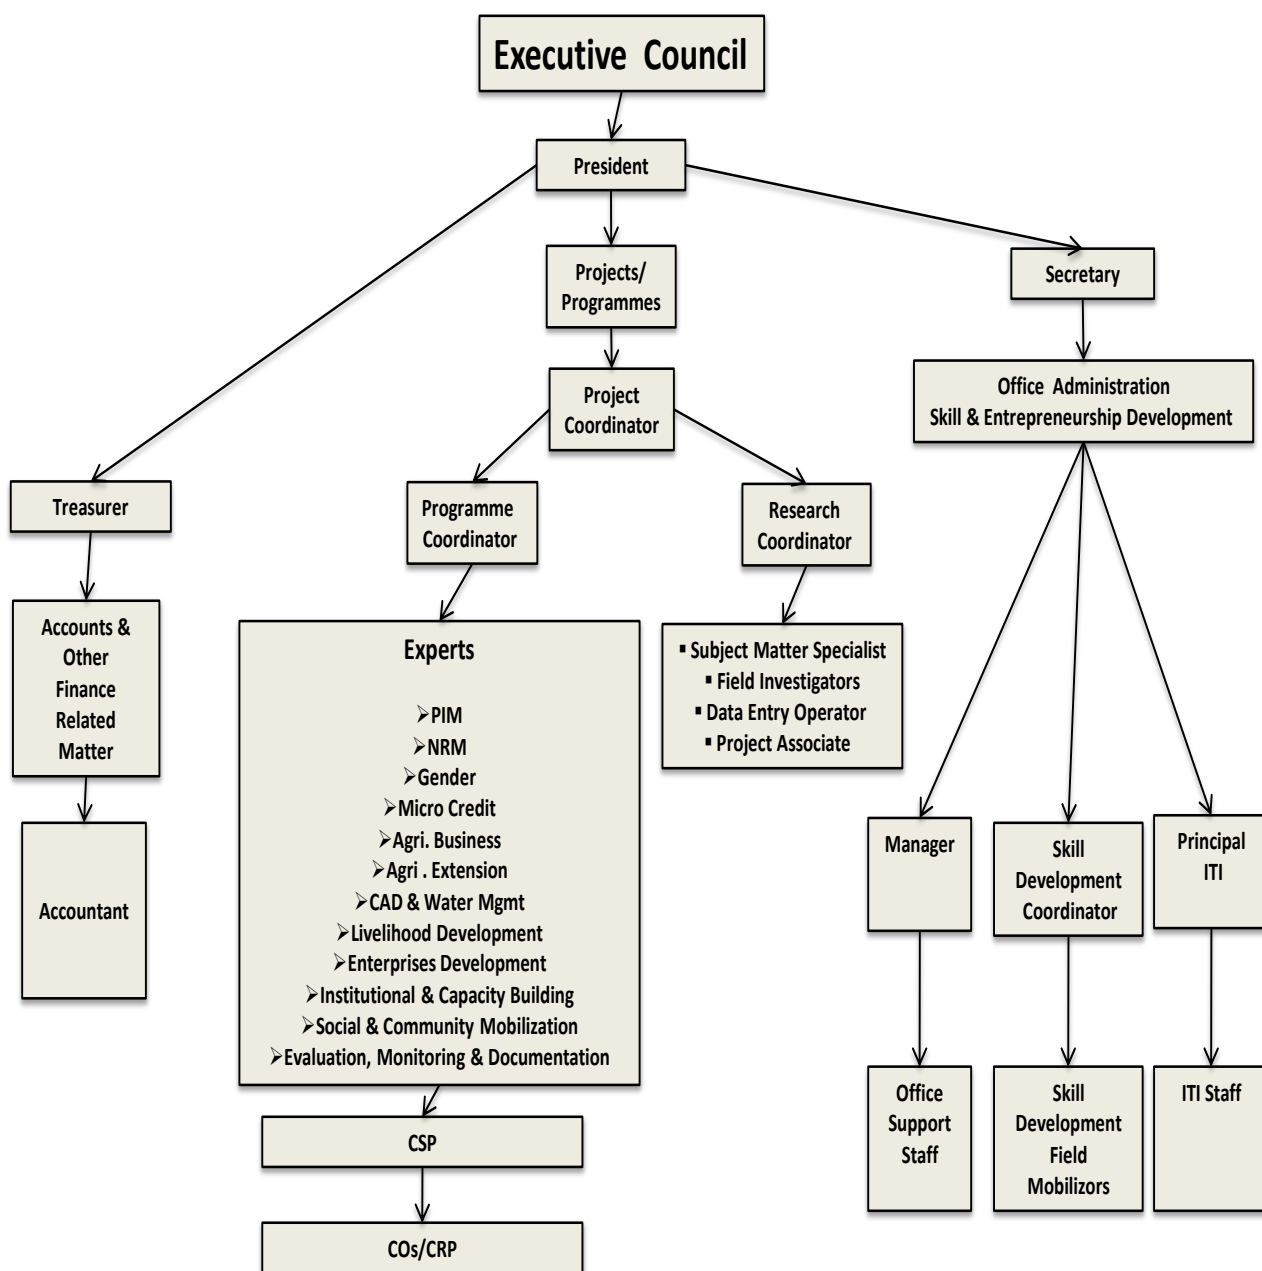 Executive Council
President
Projects/
Programmes
Secretary
Project
Coordinator
Office Administration
Skill & Entrepreneurship Development
Treasurer
Programme
Coordinator
Research
Coordinator
Accounts &
Other
Finance
Related
Matter
Experts
➢PIM
➢NRM
➢Gender
➢Micro Credit
➢Agri. Business
➢Agri . Extension
➢CAD & Water Mgmt
➢Livelihood Development
➢Enterprises Development
➢Institutional & Capacity Building
➢Social & Community Mobilization
➢Evaluation, Monitoring & Documentation
▪ Subject Matter Specialist
▪ Field Investigators
▪ Data Entry Operator
▪ Project Associate
Accountant
Manager
Skill
Development
Coordinator
Principal
ITI
CSP
COs/CRP
Office
Support
Staff
Skill
Development
Field
Mobilizors
ITI Staff